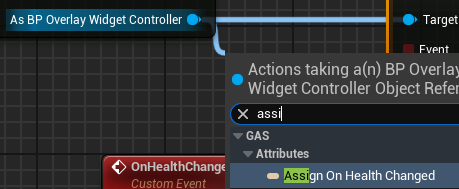 As BP Overlay Widget Controller
Target
Event
Actions taking a(n) BP Overlay
Widget Controller Object Refer
assi
GAS
Attributes
Assign On Health Changed
OnHealthChange
Custom Event